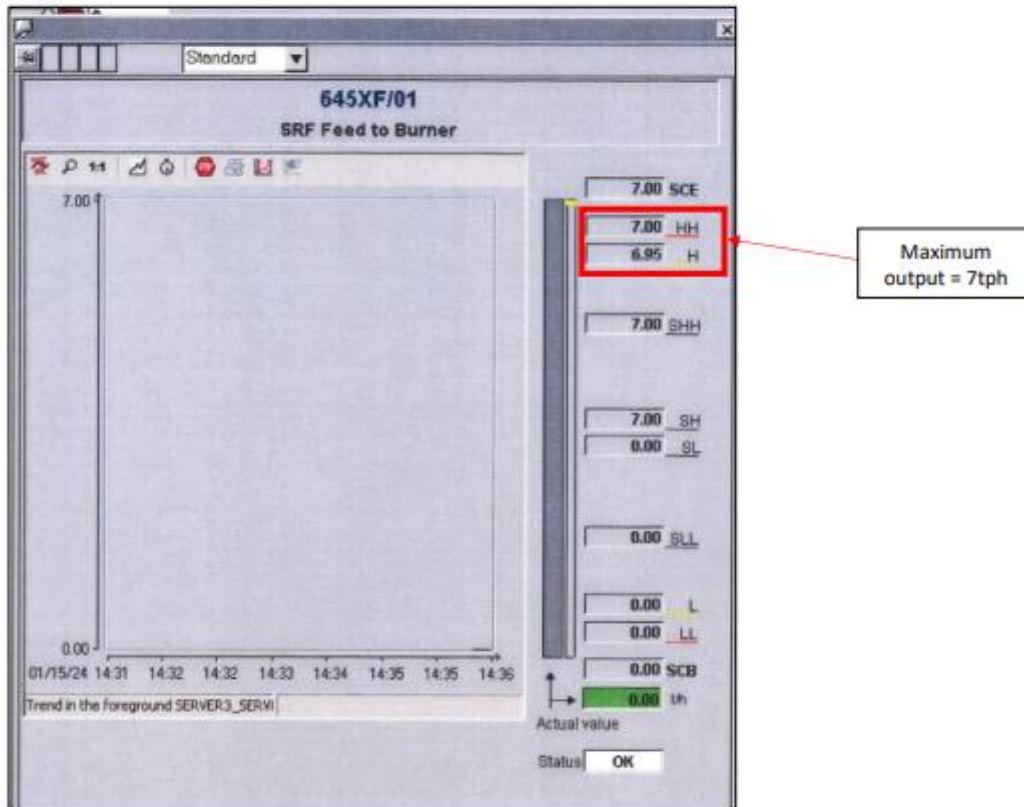 Standard
645XF/01
SRF Feed to Burner
1:1
7.00
0.00
01/15/24 14:31 14:32 14:32 14:33 14:34 14:35 14:35 14:36
Trend in the foreground SERVER3_SERVI
7.00 SCE
7.00 HH
6.95 H
7.00 SHH
7.00 SH
0.00 SL
0.00 SLL
0.00 L
0.00 LL
0.00 SCB
0.00 t/h
Actual value
Status OK
Maximum
output = 7tph